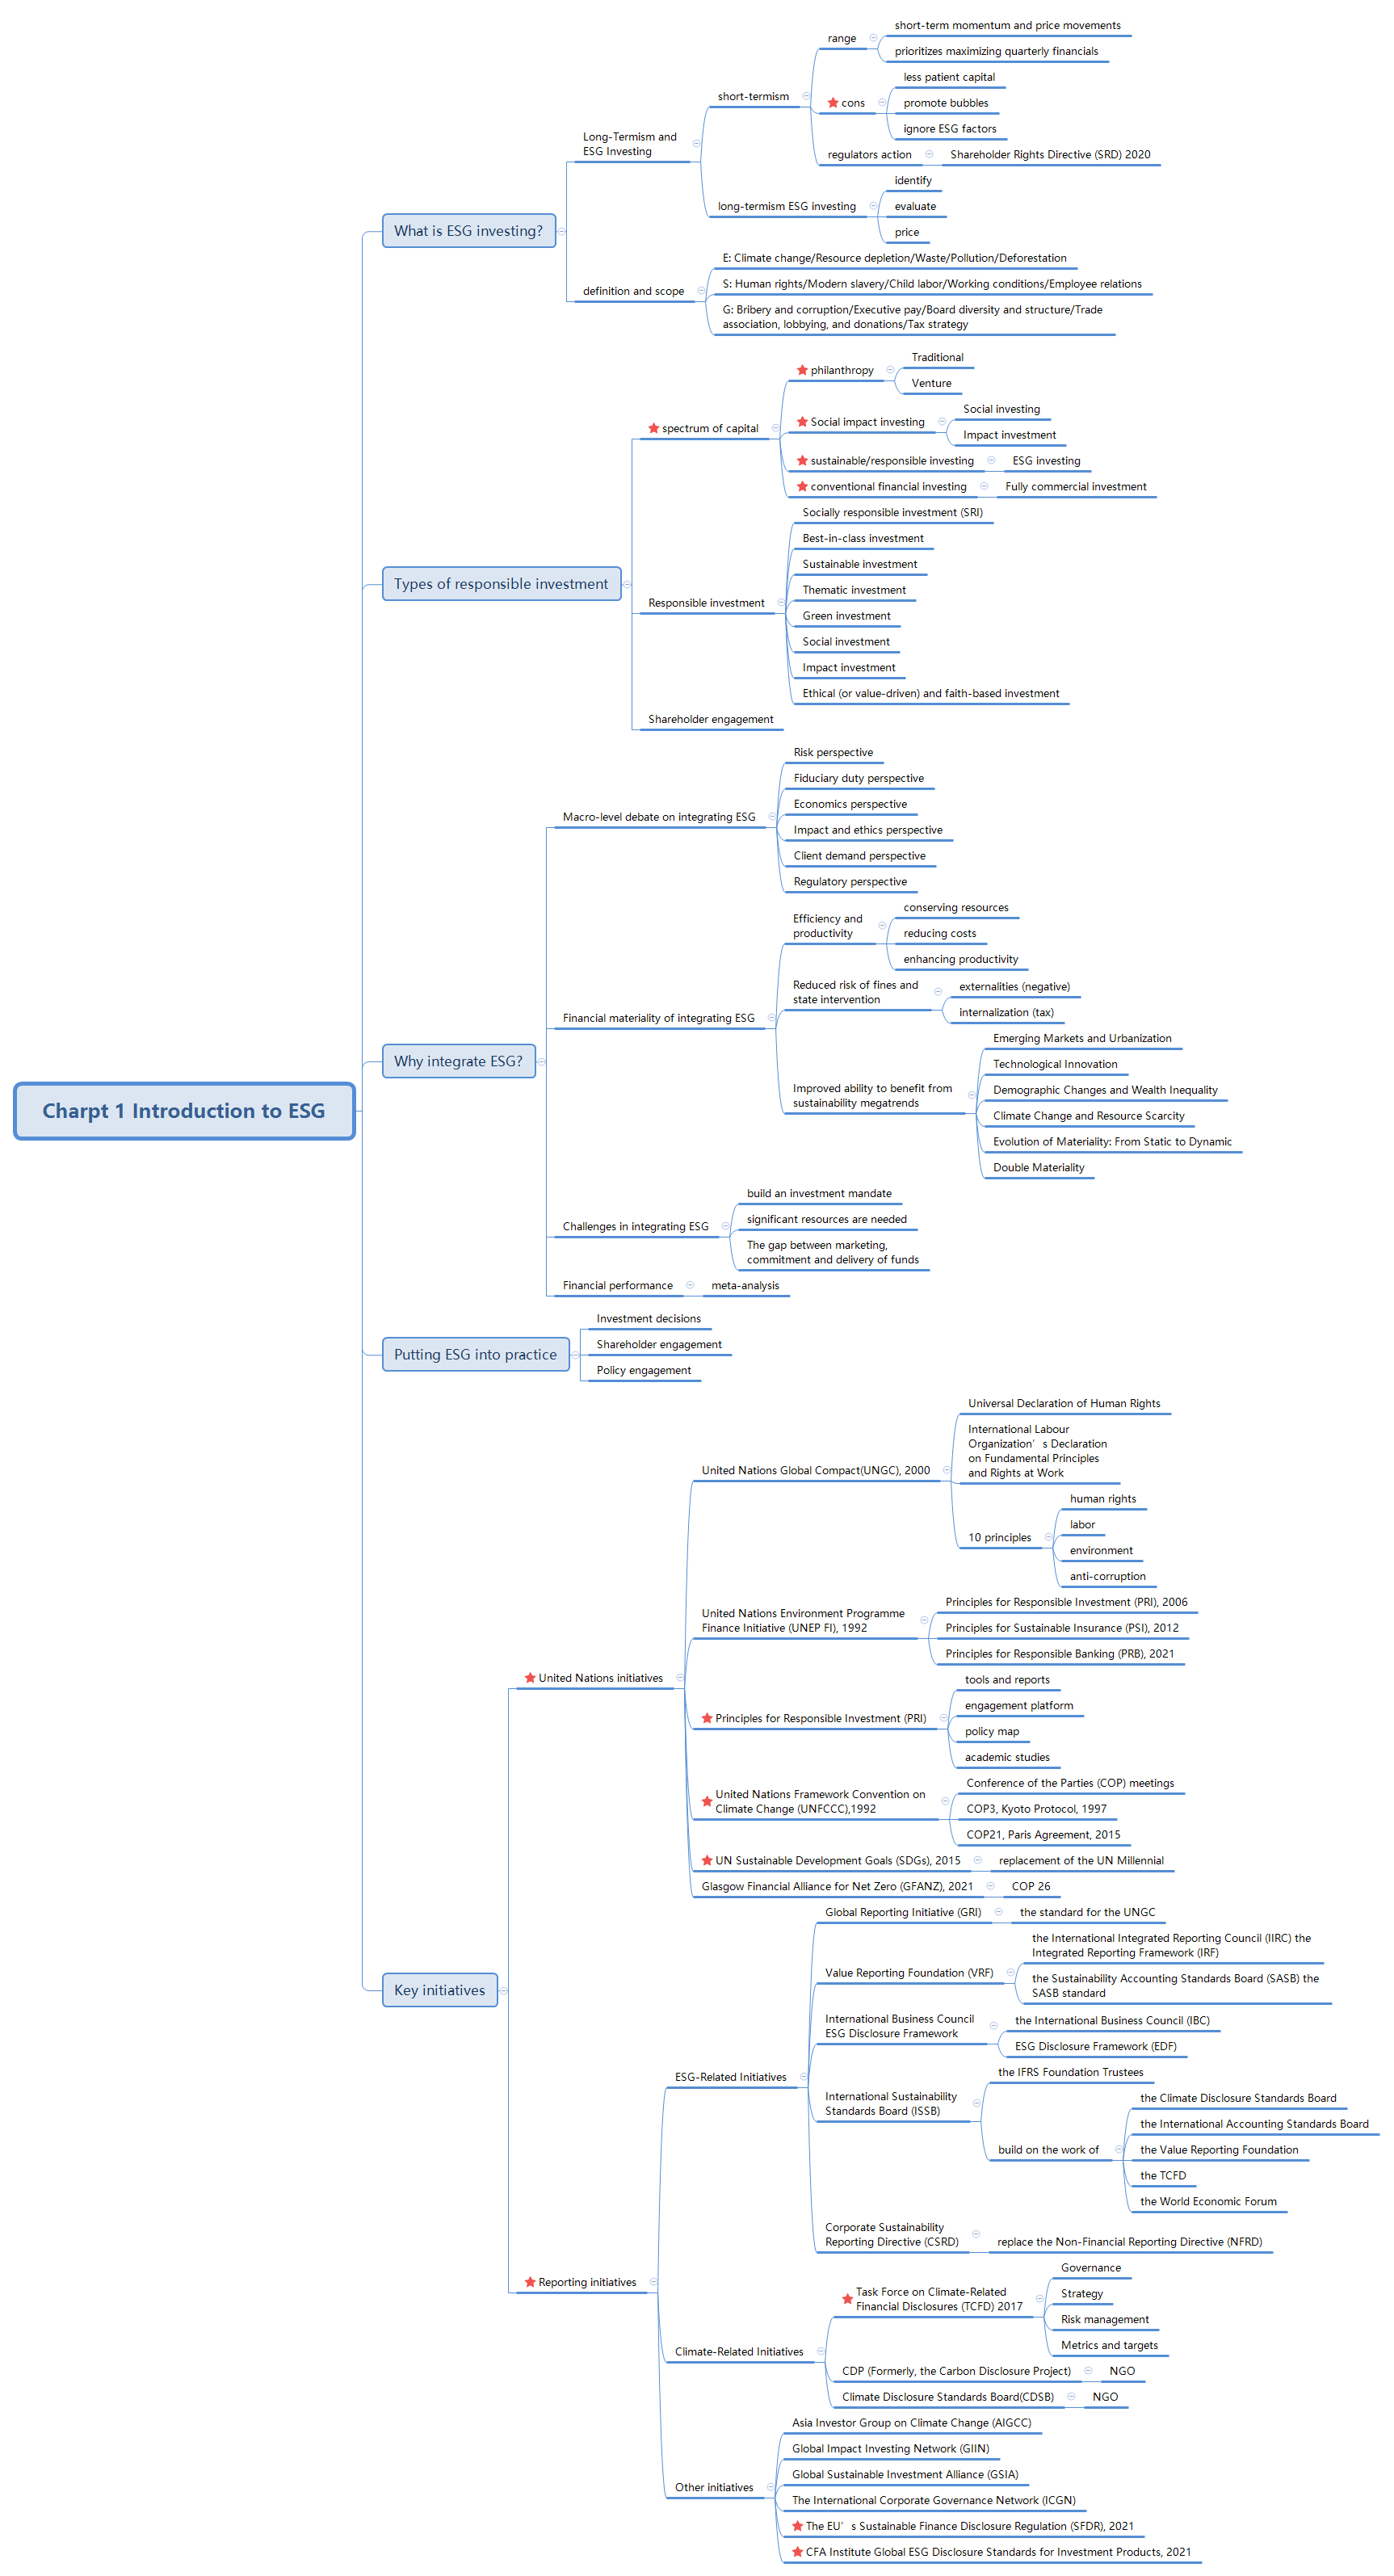 Charpt 1 Introduction to ESG
What is ESG investing?
Long-Termism and
ESG Investing
short-termism
range
short-term momentum and price movements
prioritizes maximizing quarterly financials
cons
less patient capital
promote bubbles
ignore ESG factors
regulators action
Shareholder Rights Directive (SRD) 2020
long-termism ESG investing
identify
evaluate
price
definition and scope
E: Climate change/Resource depletion/Waste/Pollution/Deforestation
S: Human rights/Modern slavery/Child labor/Working conditions/Employee relations
G: Bribery and corruption/Executive pay/Board diversity and structure/Trade
association, lobbying, and donations/Tax strategy
Types of responsible investment
spectrum of capital
philanthropy
Traditional
Venture
Social impact investing
Social investing
Impact investment
sustainable/responsible investing
ESG investing
conventional financial investing
Fully commercial investment
Responsible investment
Socially responsible investment (SRI)
Best-in-class investment
Sustainable investment
Thematic investment
Green investment
Social investment
Impact investment
Ethical (or value-driven) and faith-based investment
Shareholder engagement
Why integrate ESG?
Macro-level debate on integrating ESG
Risk perspective
Fiduciary duty perspective
Economics perspective
Impact and ethics perspective
Client demand perspective
Regulatory perspective
Financial materiality of integrating ESG
Efficiency and
productivity
conserving resources
reducing costs
enhancing productivity
Reduced risk of fines and
state intervention
externalities (negative)
internalization (tax)
Improved ability to benefit from
sustainability megatrends
Emerging Markets and Urbanization
Technological Innovation
Demographic Changes and Wealth Inequality
Climate Change and Resource Scarcity
Evolution of Materiality: From Static to Dynamic
Double Materiality
Challenges in integrating ESG
build an investment mandate
significant resources are needed
The gap between marketing,
commitment and delivery of funds
Financial performance
meta-analysis
Putting ESG into practice
Investment decisions
Shareholder engagement
Policy engagement
Key initiatives
United Nations initiatives
United Nations Global Compact(UNGC), 2000
Universal Declaration of Human Rights
International Labour
Organization’s Declaration
on Fundamental Principles
and Rights at Work
10 principles
human rights
labor
environment
anti-corruption
United Nations Environment Programme
Finance Initiative (UNEP FI), 1992
Principles for Responsible Investment (PRI), 2006
Principles for Sustainable Insurance (PSI), 2012
Principles for Responsible Banking (PRB), 2021
Principles for Responsible Investment (PRI)
tools and reports
engagement platform
policy map
academic studies
United Nations Framework Convention on
Climate Change (UNFCCC),1992
Conference of the Parties (COP) meetings
COP3, Kyoto Protocol, 1997
COP21, Paris Agreement, 2015
UN Sustainable Development Goals (SDGs), 2015
replacement of the UN Millennial
Glasgow Financial Alliance for Net Zero (GFANZ), 2021
COP 26
Reporting initiatives
ESG-Related Initiatives
Global Reporting Initiative (GRI)
the standard for the UNGC
Value Reporting Foundation (VRF)
the International Integrated Reporting Council (IIRC) the
Integrated Reporting Framework (IRF)
the Sustainability Accounting Standards Board (SASB) the
SASB standard
International Business Council
ESG Disclosure Framework
the International Business Council (IBC)
ESG Disclosure Framework (EDF)
International Sustainability
Standards Board (ISSB)
the IFRS Foundation Trustees
build on the work of
the Climate Disclosure Standards Board
the International Accounting Standards Board
the Value Reporting Foundation
the TCFD
the World Economic Forum
Corporate Sustainability
Reporting Directive (CSRD)
replace the Non-Financial Reporting Directive (NFRD)
Climate-Related Initiatives
Task Force on Climate-Related
Financial Disclosures (TCFD) 2017
Governance
Strategy
Risk management
Metrics and targets
CDP (Formerly, the Carbon Disclosure Project)
NGO
Climate Disclosure Standards Board(CDSB)
NGO
Other initiatives
Asia Investor Group on Climate Change (AIGCC)
Global Impact Investing Network (GIIN)
Global Sustainable Investment Alliance (GSIA)
The International Corporate Governance Network (ICGN)
The EU’s Sustainable Finance Disclosure Regulation (SFDR), 2021
CFA Institute Global ESG Disclosure Standards for Investment Products, 2021